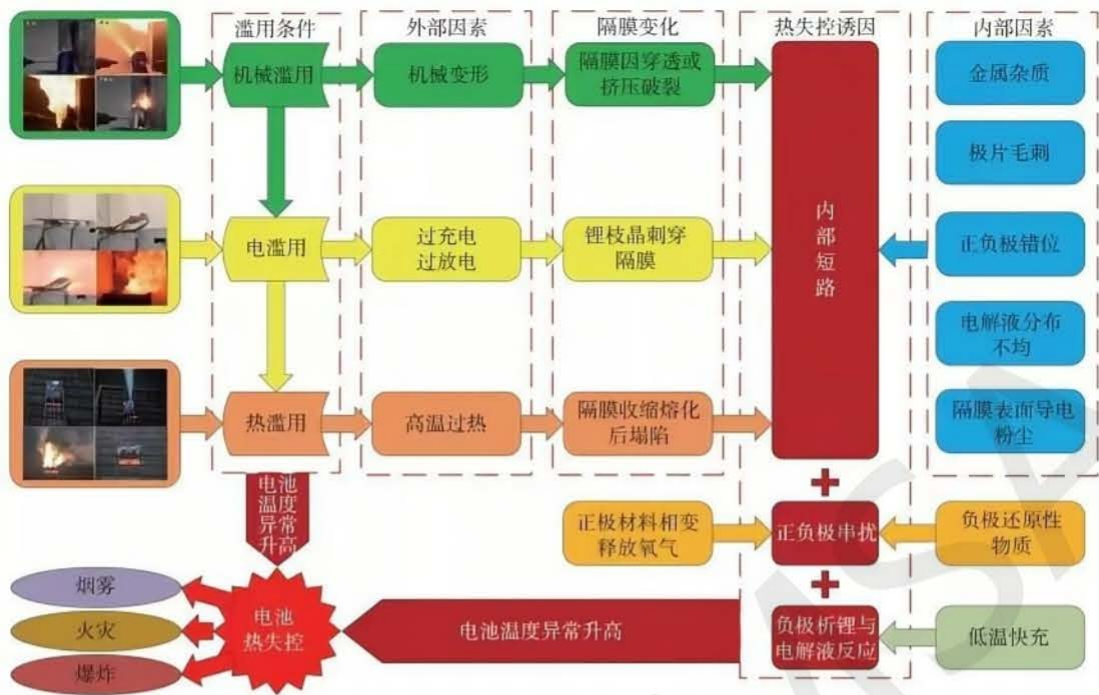 滥用条件
外部因素
隔膜变化
热失控诱因
内部因素
机械滥用
机械变形
隔膜因穿透或
挤压破裂
金属杂质
极片毛刺
电滥用
过充电
过放电
锂枝晶刺穿
隔膜
内
部
短
路
正负极错位
电解液分布
不均
热滥用
高温过热
隔膜收缩熔化
后塌陷
隔膜表面导电
粉尘
电池
温度
异常
升高
正极材料相变
释放氧气
正负极串扰
负极还原性
物质
烟雾
火灾
爆炸
电池
热失控
电池温度异常升高
负极析锂与
电解液反应
低温快充